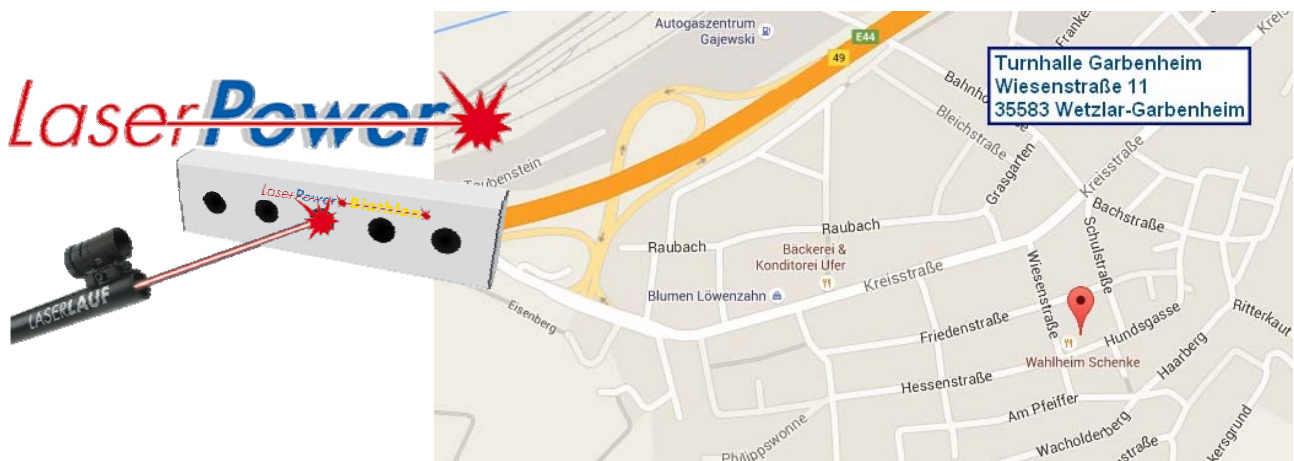 LaserPower
LaserPower Biathlon
LASERLAUF
Autogaszentrum
Gajewski
E44
49
Turnhalle Garbenheim
Wiesenstraße 11
35583 Wetzlar-Garbenheim
Bleichstraße
Grasgarten
Kreisstraße
Bachstraße
Schulstraße
Raubach
Raubach
Bäckerei &
Konditorei Ufer
Kreisstraße
Blumen Löwenzahn
Wiesenstraße
Eisenberg
Friedenstraße
Hundsgasse
Ritterkaut
Wahlheim Schenke
Haarberg
Hessenstraße
Am Pfeiffer
Philippswonne
Wacholderberg